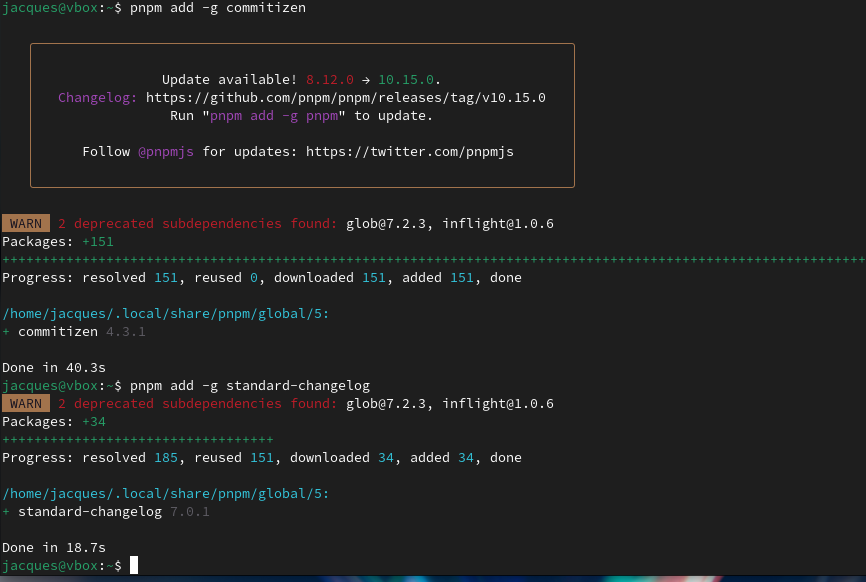 jacques@vbox:~$ pnpm add -g commitizen
Update available! 8.12.0 → 10.15.0.
Changelog: https://github.com/pnpm/pnpm/releases/tag/v10.15.0
Run "pnpm add -g pnpm" to update.
Follow @pnpmjs for updates: https://twitter.com/pnpmjs
WARN 2 deprecated subdependencies found: glob@7.2.3, inflight@1.0.6
Packages: +151
++++++++++++++++++++++++++++++++++++++++++++++++++++++++++++++++++++++++++++++++++++++++++++++++++++++++++++
Progress: resolved 151, reused 0, downloaded 151, added 151, done
/home/jacques/.local/share/pnpm/global/5:
+ commitizen 4.3.1
Done in 40.3s
jacques@vbox:~$ pnpm add -g standard-changelog
WARN 2 deprecated subdependencies found: glob@7.2.3, inflight@1.0.6
Packages: +34
++++++++++++++++++++++++++++++++++
Progress: resolved 185, reused 151, downloaded 34, added 34, done
/home/jacques/.local/share/pnpm/global/5:
+ standard-changelog 7.0.1
Done in 18.7s
jacques@vbox:~$